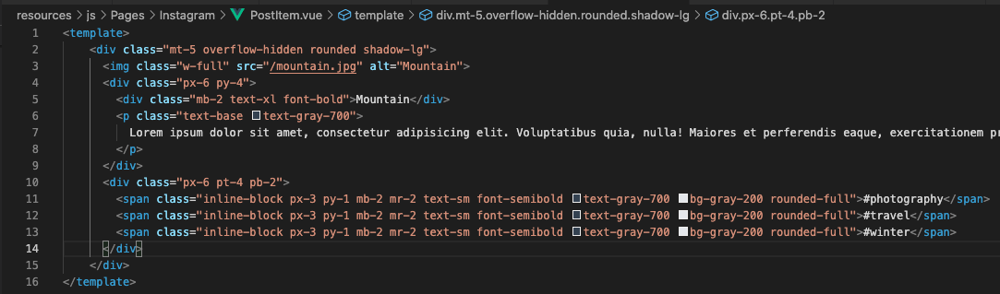 resources > js > Pages > Instagram > PostItem.vue > template > div.mt-5.overflow-hidden.rounded.shadow-lg > div.px-6.pt-4.pb-2
1 <template>
2 <div class="mt-5 overflow-hidden rounded shadow-lg">
3 <img class="w-full" src="/mountain.jpg" alt="Mountain">
4 <div class="px-6 py-4">
5 <div class="mb-2 text-xl font-bold">Mountain</div>
6 <p class="text-base text-gray-700">
7 Lorem ipsum dolor sit amet, consectetur adipisicing elit. Voluptatibus quia, nulla! Maiores et perferendis eaque, exercitationem pr
8 </p>
9 </div>
10 <div class="px-6 pt-4 pb-2">
11 <span class="inline-block px-3 py-1 mb-2 mr-2 text-sm font-semibold text-gray-700 bg-gray-200 rounded-full">#photography</span>
12 <span class="inline-block px-3 py-1 mb-2 mr-2 text-sm font-semibold text-gray-700 bg-gray-200 rounded-full">#travel</span>
13 <span class="inline-block px-3 py-1 mb-2 mr-2 text-sm font-semibold text-gray-700 bg-gray-200 rounded-full">#winter</span>
14 </div>
15 </div>
16 </template>